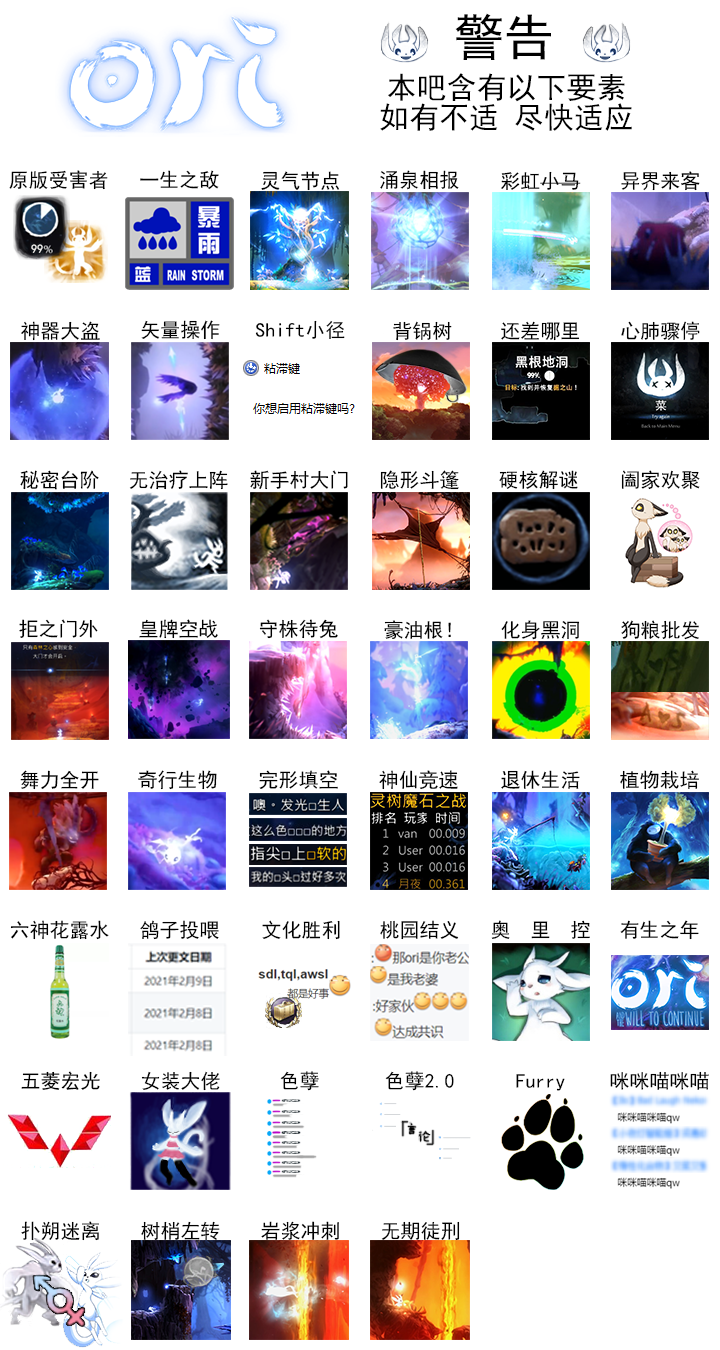 ori
警告
本吧含有以下要素
如有不适 尽快适应
原版受害者 一生之敌 灵气节点 涌泉相报 彩虹小马 异界来客
99%
暴雨
蓝 RAIN STORM
神器大盗 矢量操作 Shift小径 背锅树 还差哪里 心肺骤停
粘滞键
你想启用粘滞键吗?
黑根地洞
99%
目标:找到并恢复掘之山!
菜
Try again
Back to Main Menu
秘密台阶 无治疗上阵 新手村大门 隐形斗篷 硬核解谜 阖家欢聚
拒之门外 皇牌空战 守株待兔 豪油根! 化身黑洞 狗粮批发
大门才会开启。
舞力全开 奇行生物 完形填空 神仙竞速 退休生活 植物栽培
噢。发光□生人
这么色□□□的地方
指尖□上□软的
我的□头□过好多次
灵树魔石之战
排名 玩家 时间
1 van 00.009
2 User 00.016
3 User 00.016
4 月夜 00.361
六神花露水 鸽子投喂 文化胜利 桃园结义 奥 里 控 有生之年
上次更文日期
2021年2月9日
2021年2月8日
2021年2月8日
sdl,tql,awsl
都是好事
那ori是你老公
是我老婆
:好家伙
达成共识
ori
AND THE WILL TO CONTINUE
五菱宏光 女装大佬 色孽 色孽2.0 Furry 咪咪喵咪喵
「言论」
咪咪喵咪喵qw
咪咪喵咪喵qw
咪咪喵咪喵qw
扑朔迷离 树梢左转 岩浆冲刺 无期徒刑